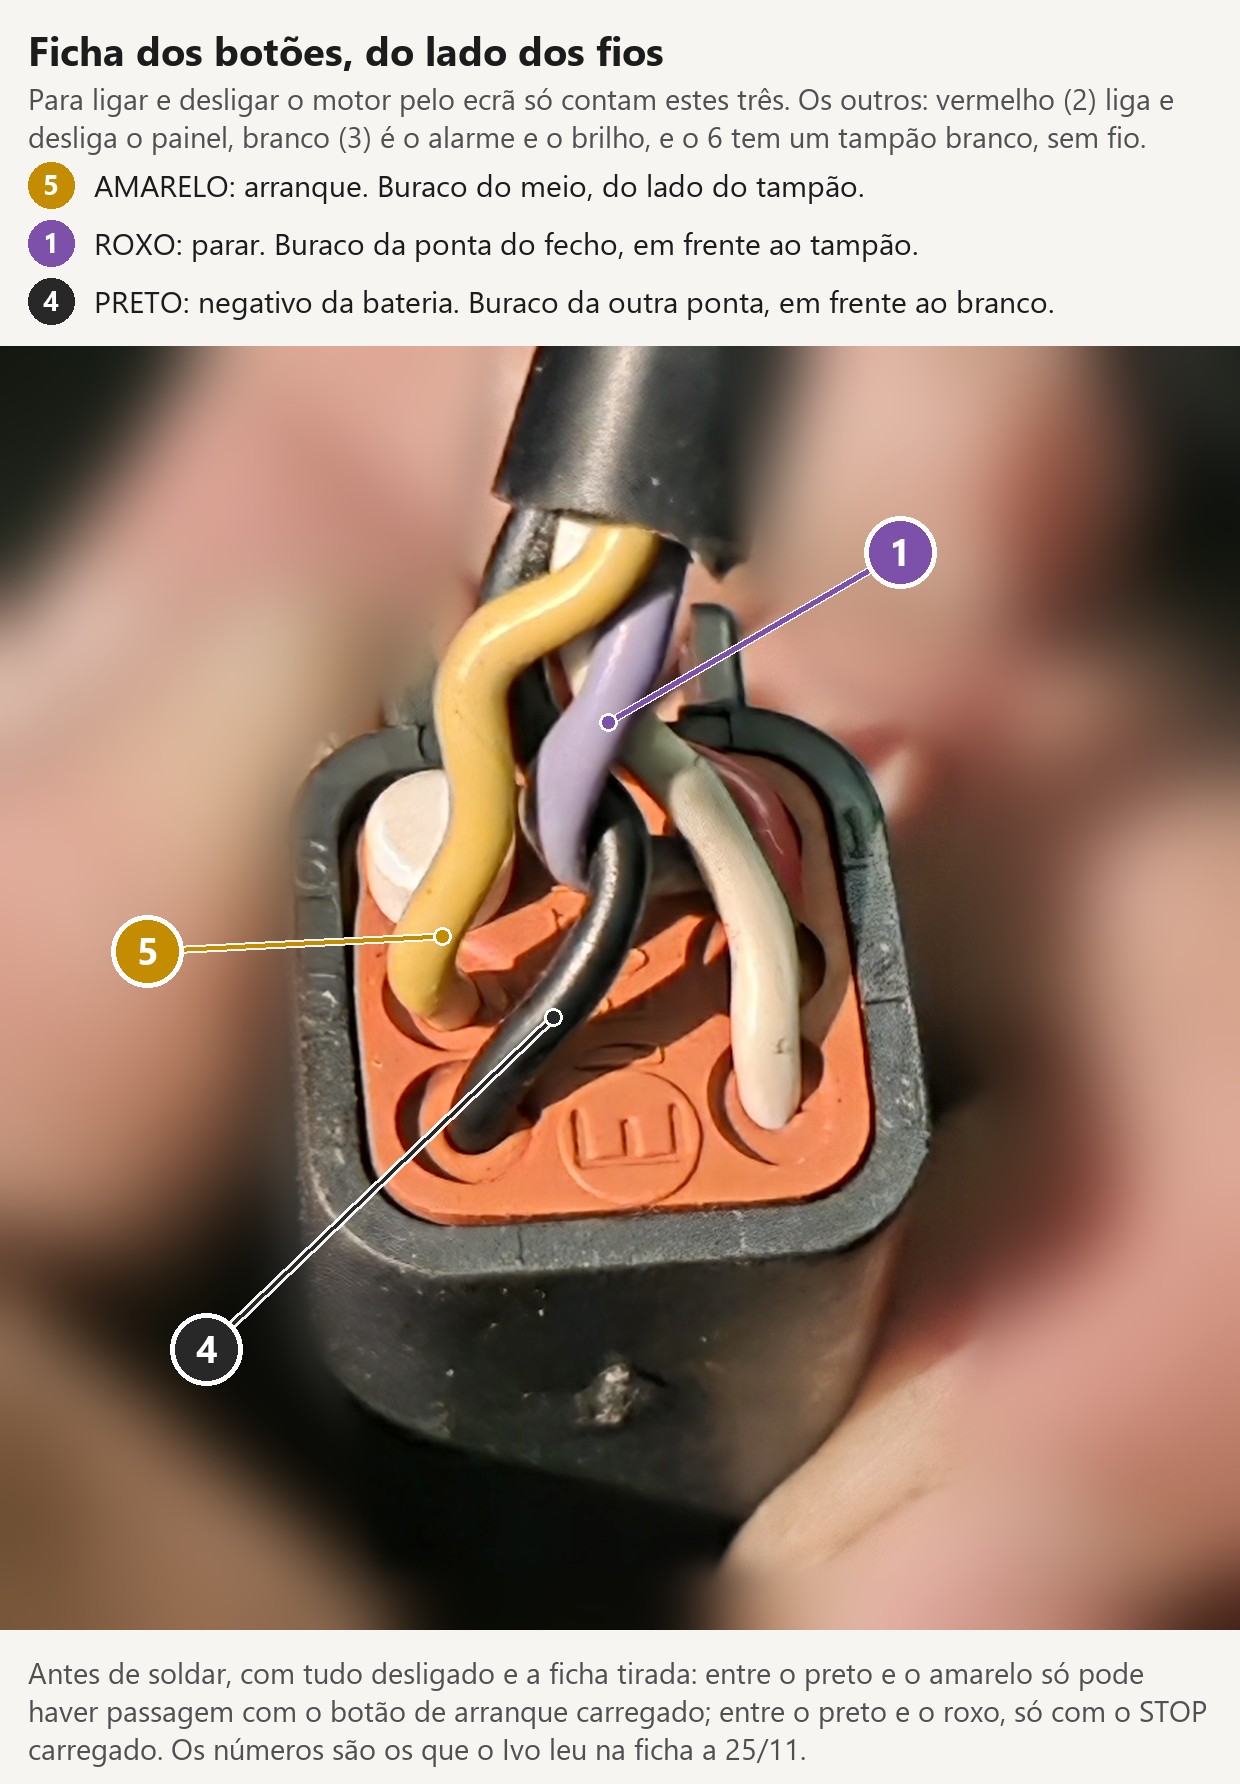 Ficha dos botões, do lado dos fios
Para ligar e desligar o motor pelo ecrã só contam estes três. Os outros: vermelho (2) liga e
desliga o painel, branco (3) é o alarme e o brilho, e o 6 tem um tampão branco, sem fio.
5 AMARELO: arranque. Buraco do meio, do lado do tampão.
1 ROXO: parar. Buraco da ponta do fecho, em frente ao tampão.
4 PRETO: negativo da bateria. Buraco da outra ponta, em frente ao branco.
1
5
E
4
Antes de soldar, com tudo desligado e a ficha tirada: entre o preto e o amarelo só pode
haver passagem com o botão de arranque carregado; entre o preto e o roxo, só com o STOP
carregado. Os números são os que o Ivo leu na ficha a 25/11.